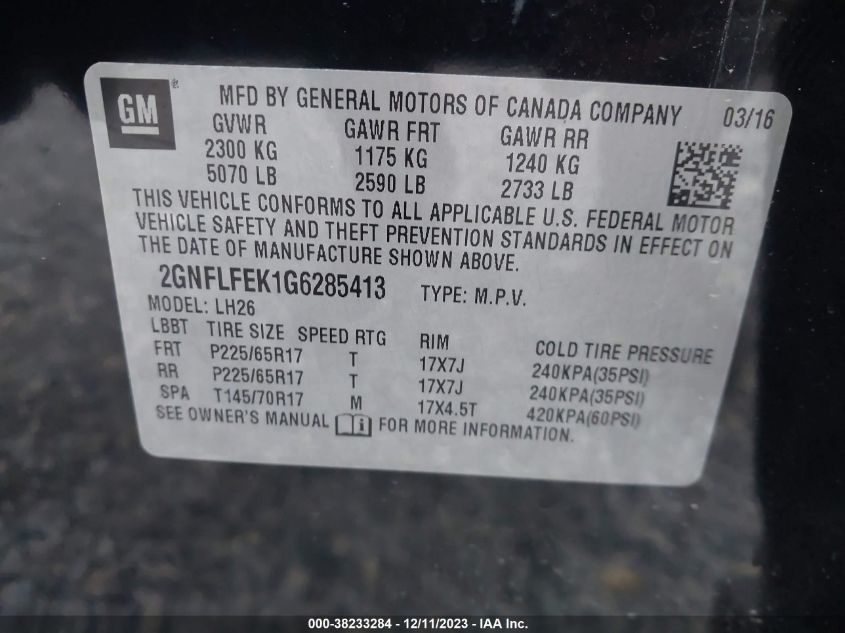 GM®
MFD BY GENERAL MOTORS OF CANADA COMPANY 03/16
GVWR GAWR FRT GAWR RR
2300 KG 1175 KG 1240 KG
5070 LB 2590 LB 2733 LB
THIS VEHICLE CONFORMS TO ALL APPLICABLE U.S. FEDERAL MOTOR
VEHICLE SAFETY AND THEFT PREVENTION STANDARDS IN EFFECT ON
THE DATE OF MANUFACTURE SHOWN ABOVE.
2GNFLFEK1G6285413 TYPE: M.P.V.
MODEL: LH26
LBBT TIRE SIZE SPEED RTG RIM COLD TIRE PRESSURE
FRT P225/65R17 T 17X7J 240KPA(35PSI)
RR P225/65R17 T 17X7J 240KPA(35PSI)
SPA T145/70R17 M 17X4.5T 420KPA(60PSI)
SEE OWNER'S MANUAL i FOR MORE INFORMATION.
000-38233284 - 12/11/2023 - IAA Inc.